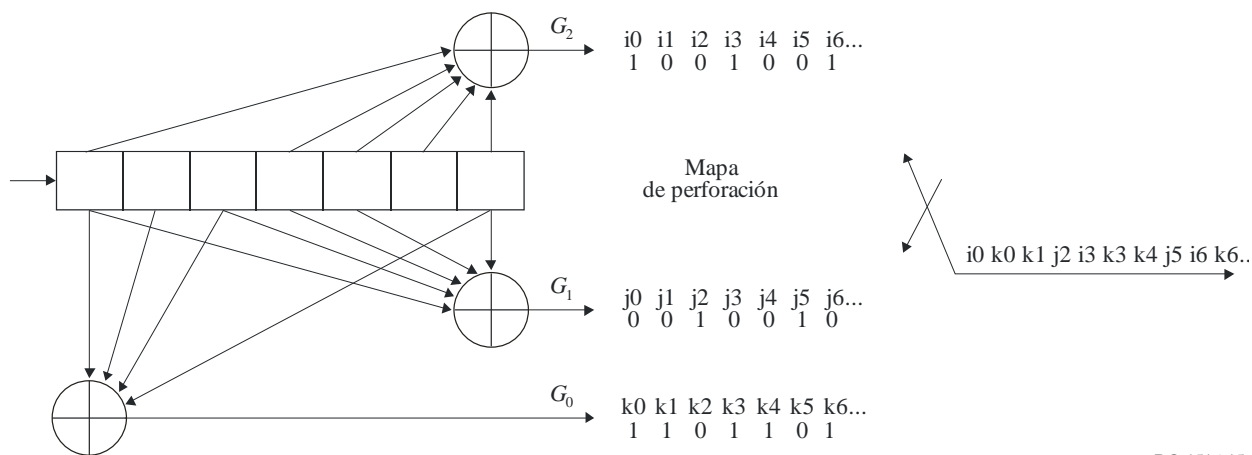 G2
i0 i1 i2 i3 i4 i5 i6...
1 0 0 1 0 0 1
Mapa
de perforación
i0 k0 k1 j2 i3 k3 k4 j5 i6 k6...
G1
j0 j1 j2 j3 j4 j5 j6...
0 0 1 0 0 1 0
G0
k0 k1 k2 k3 k4 k5 k6...
1 1 0 1 1 0 1